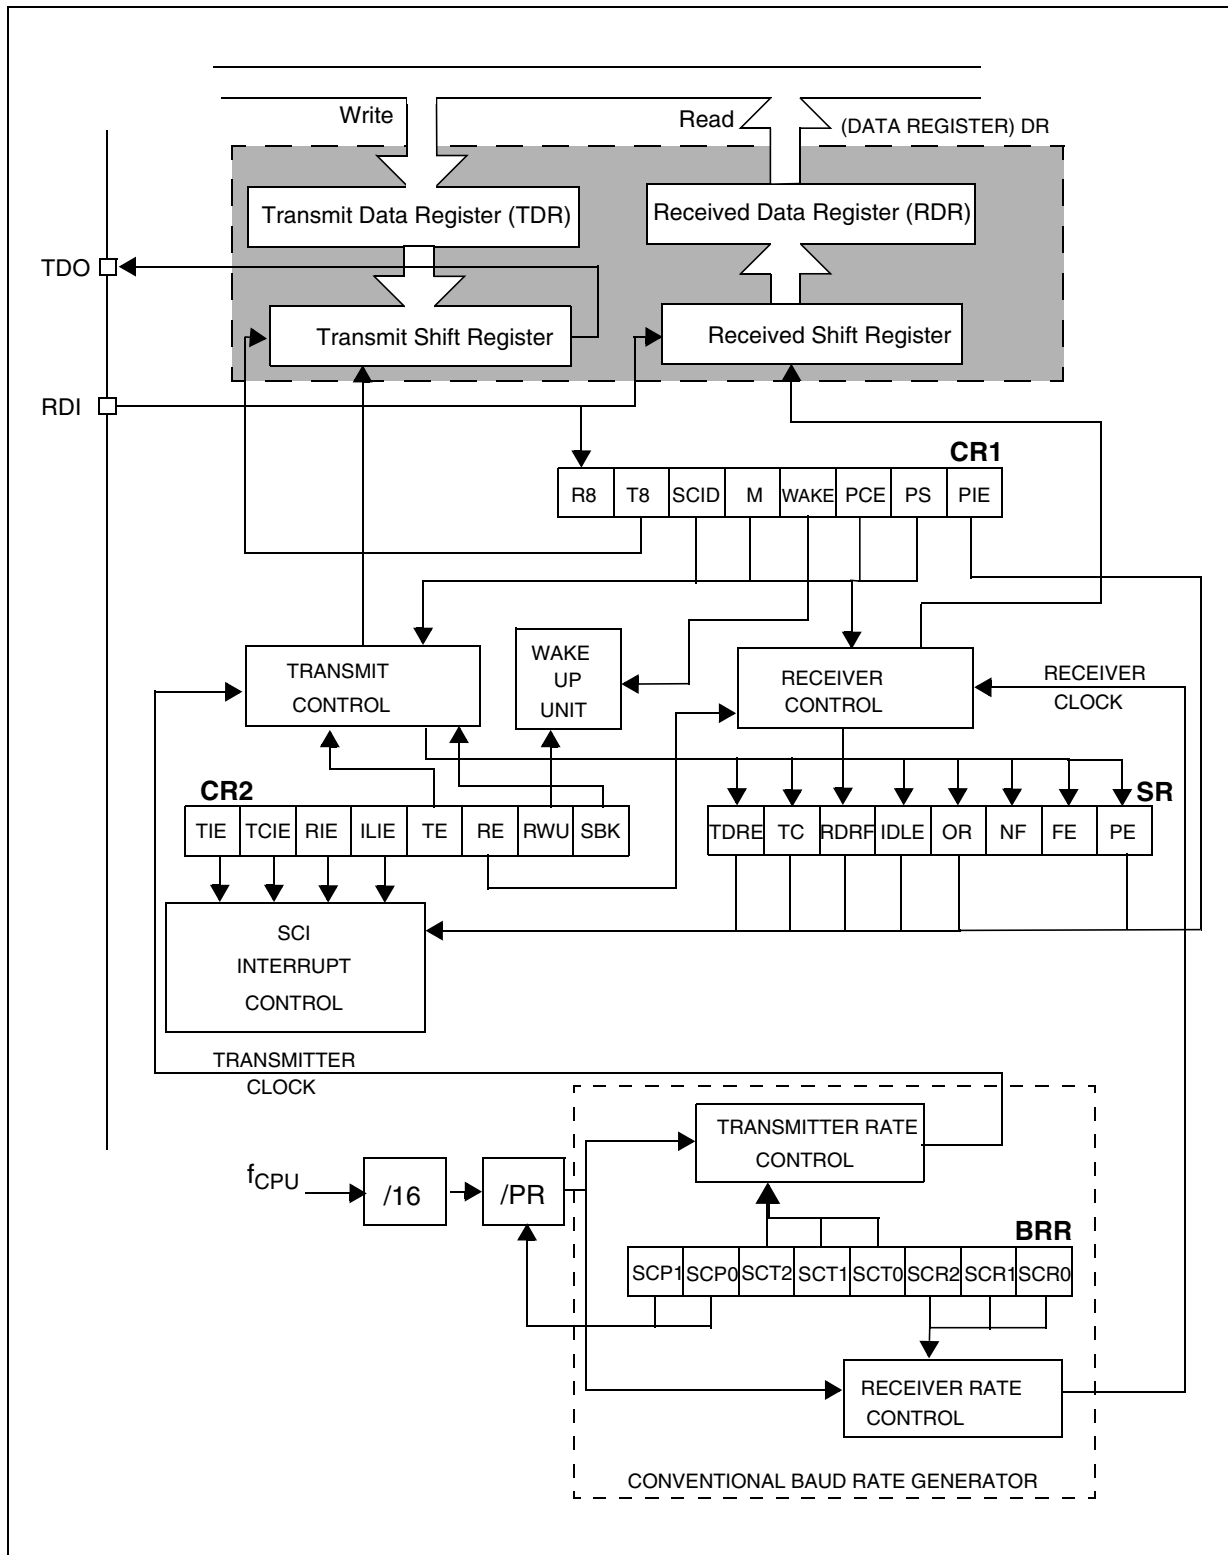 Write
Read
(DATA REGISTER) DR
Transmit Data Register (TDR)
Received Data Register (RDR)
TDO
Transmit Shift Register
Received Shift Register
RDI
CR1
R8 T8 SCID M WAKE PCE PS PIE
TRANSMIT
CONTROL
WAKE
UP
UNIT
RECEIVER
CONTROL
RECEIVER
CLOCK
CR2
SR
TIE TCIE RIE ILIE TE RE RWU SBK
TDRE TC RDRF IDLE OR NF FE PE
SCI
INTERRUPT
CONTROL
TRANSMITTER
CLOCK
TRANSMITTER RATE
CONTROL
fCPU
/16
/PR
BRR
SCP1 SCP0 SCT2 SCT1 SCT0 SCR2 SCR1 SCR0
RECEIVER RATE
CONTROL
CONVENTIONAL BAUD RATE GENERATOR